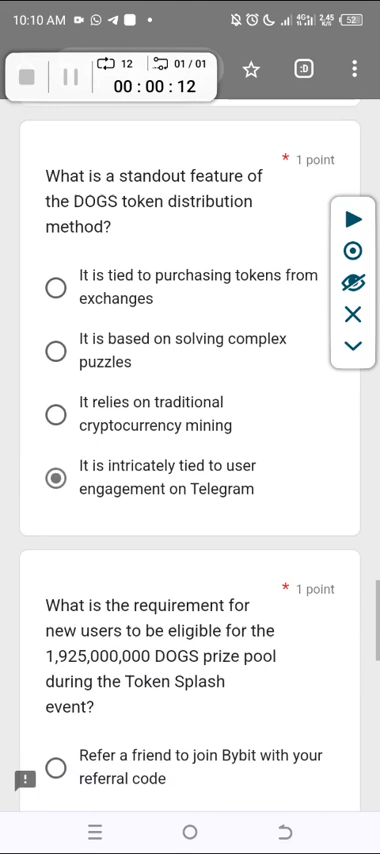 10:10 AM
4G+
2.45
K/s
52
12
01 / 01
00 : 00 : 12
:D
* 1 point
What is a standout feature of
the DOGS token distribution
method?
It is tied to purchasing tokens from
exchanges
It is based on solving complex
puzzles
It relies on traditional
cryptocurrency mining
It is intricately tied to user
engagement on Telegram
* 1 point
What is the requirement for
new users to be eligible for the
1,925,000,000 DOGS prize pool
during the Token Splash
event?
Refer a friend to join Bybit with your
referral code